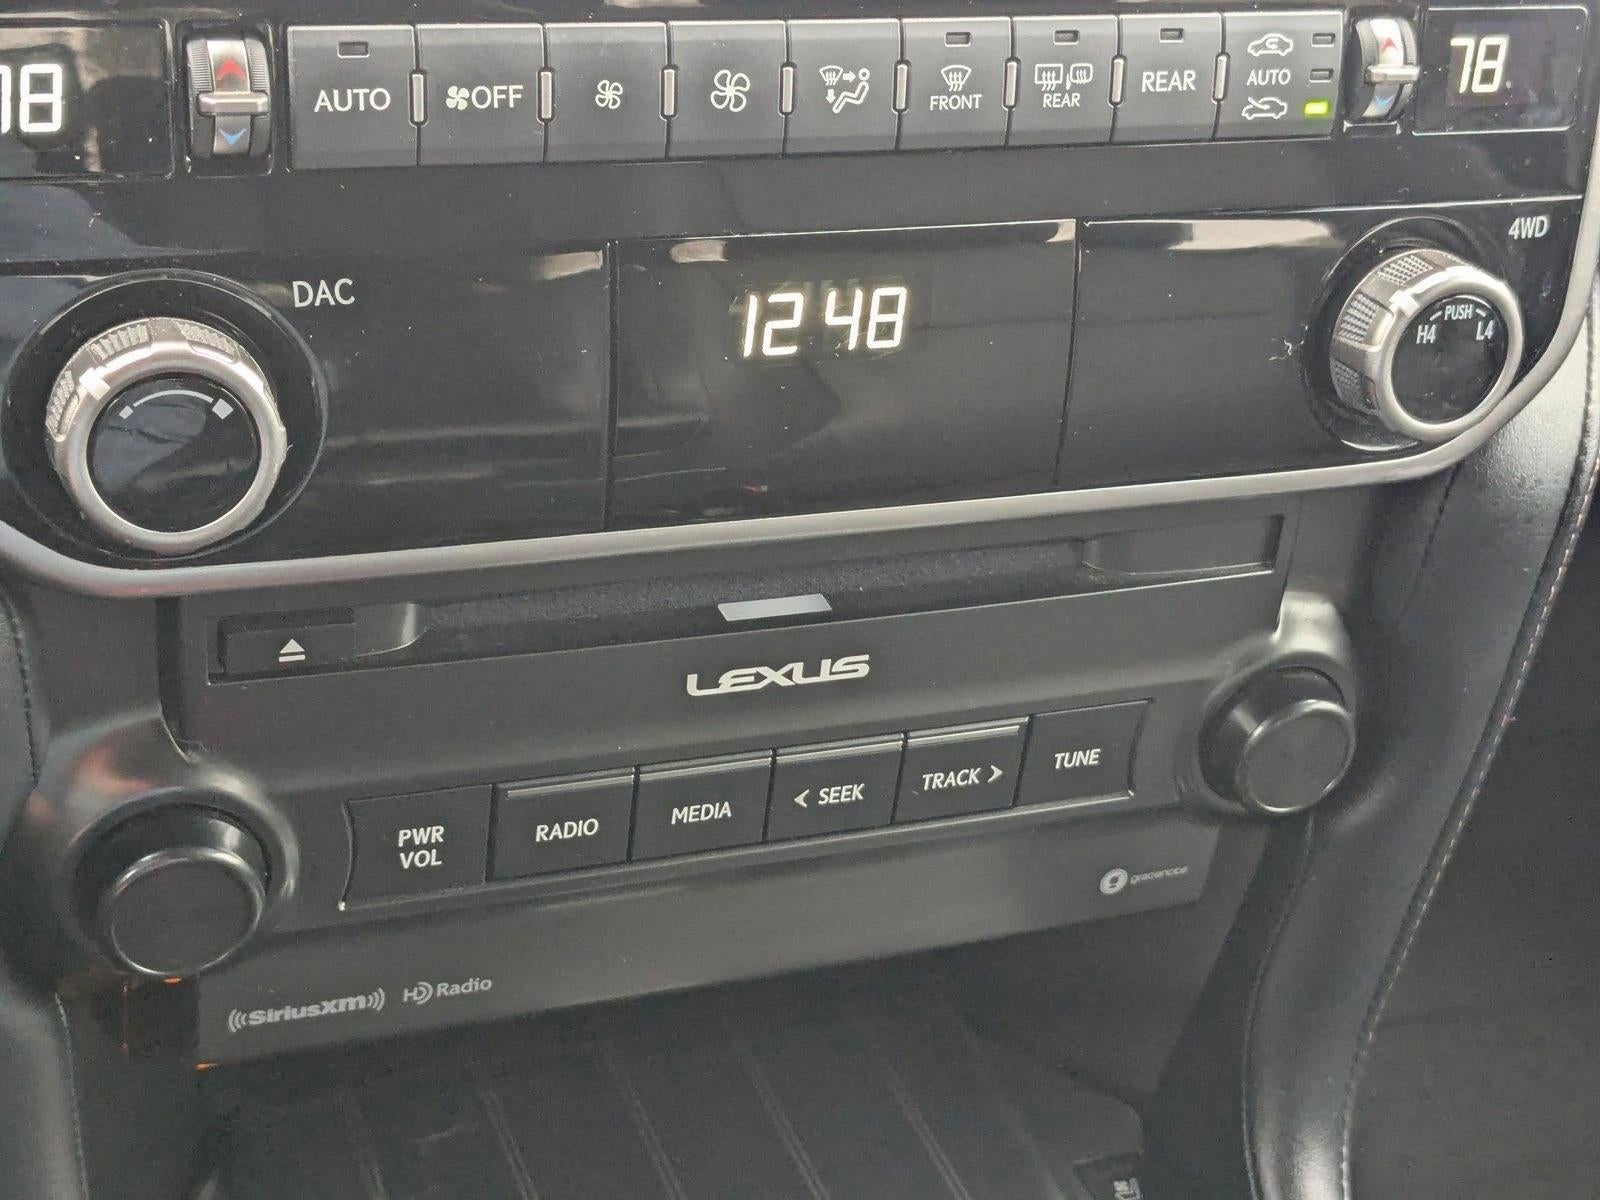 78
AUTO
OFF
FRONT
REAR
REAR
AUTO
78
DAC
12 48
4WD
PUSH
H4
L4
LEXUS
PWR
VOL
RADIO
MEDIA
< SEEK
TRACK >
TUNE
gracenote
SiriusXM
HD Radio